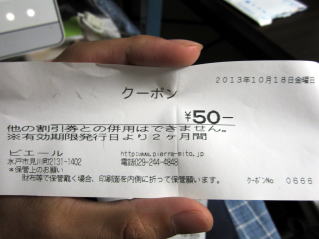 2013年10月18日金曜日
クーポン
¥50-
他の割引券との併用はできません。
※有効期限発行日より2ヶ月間
ピエール http://www.pierre-mito.jp
水戸市見川町2131-1402 電話029-244-4848
*保管上のお願い
財布等で保管戴く場合、印刷面を内側に折って保管願います。 クーポンNo 0666